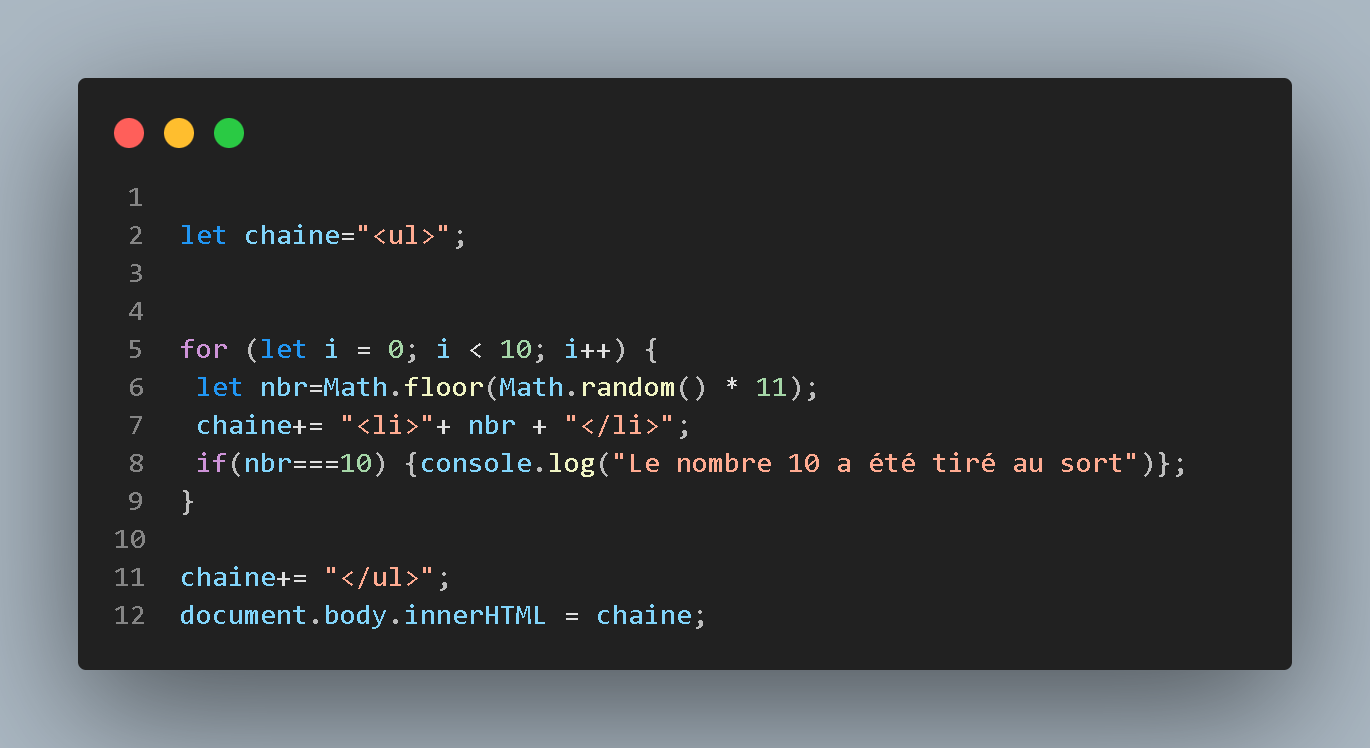 1
2 let chaine="<ul>";
3
4
5 for (let i = 0; i < 10; i++) {
6  let nbr=Math.floor(Math.random() * 11);
7  chaine+= "<li>"+ nbr + "</li>";
8  if(nbr===10) {console.log("Le nombre 10 a été tiré au sort")};
9 }
10
11 chaine+= "</ul>";
12 document.body.innerHTML = chaine;